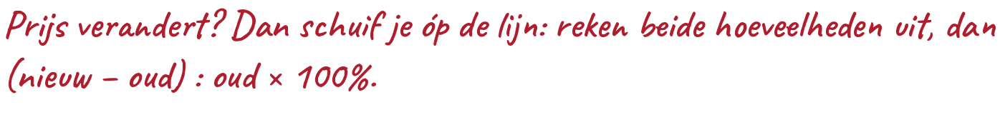 Prijs verandert? Dan schuif je óp de lijn: reken beide hoeveelheden uit, dan
(nieuw – oud) : oud × 100%.